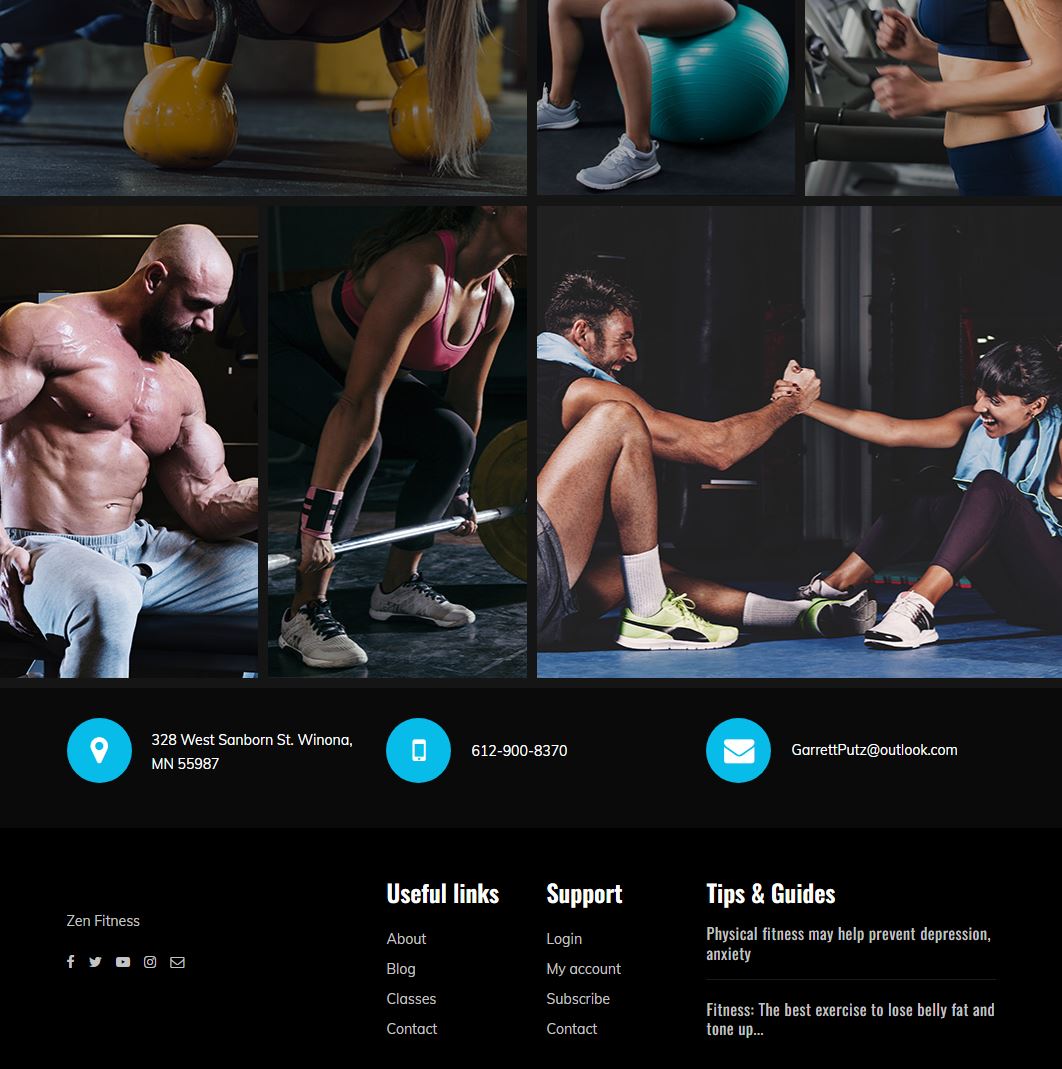 328 West Sanborn St. Winona,
MN 55987
612-900-8370
GarrettPutz@outlook.com
Zen Fitness
Useful links
About
Blog
Classes
Contact
Support
Login
My account
Subscribe
Contact
Tips & Guides
Physical fitness may help prevent depression,
anxiety
Fitness: The best exercise to lose belly fat and
tone up...